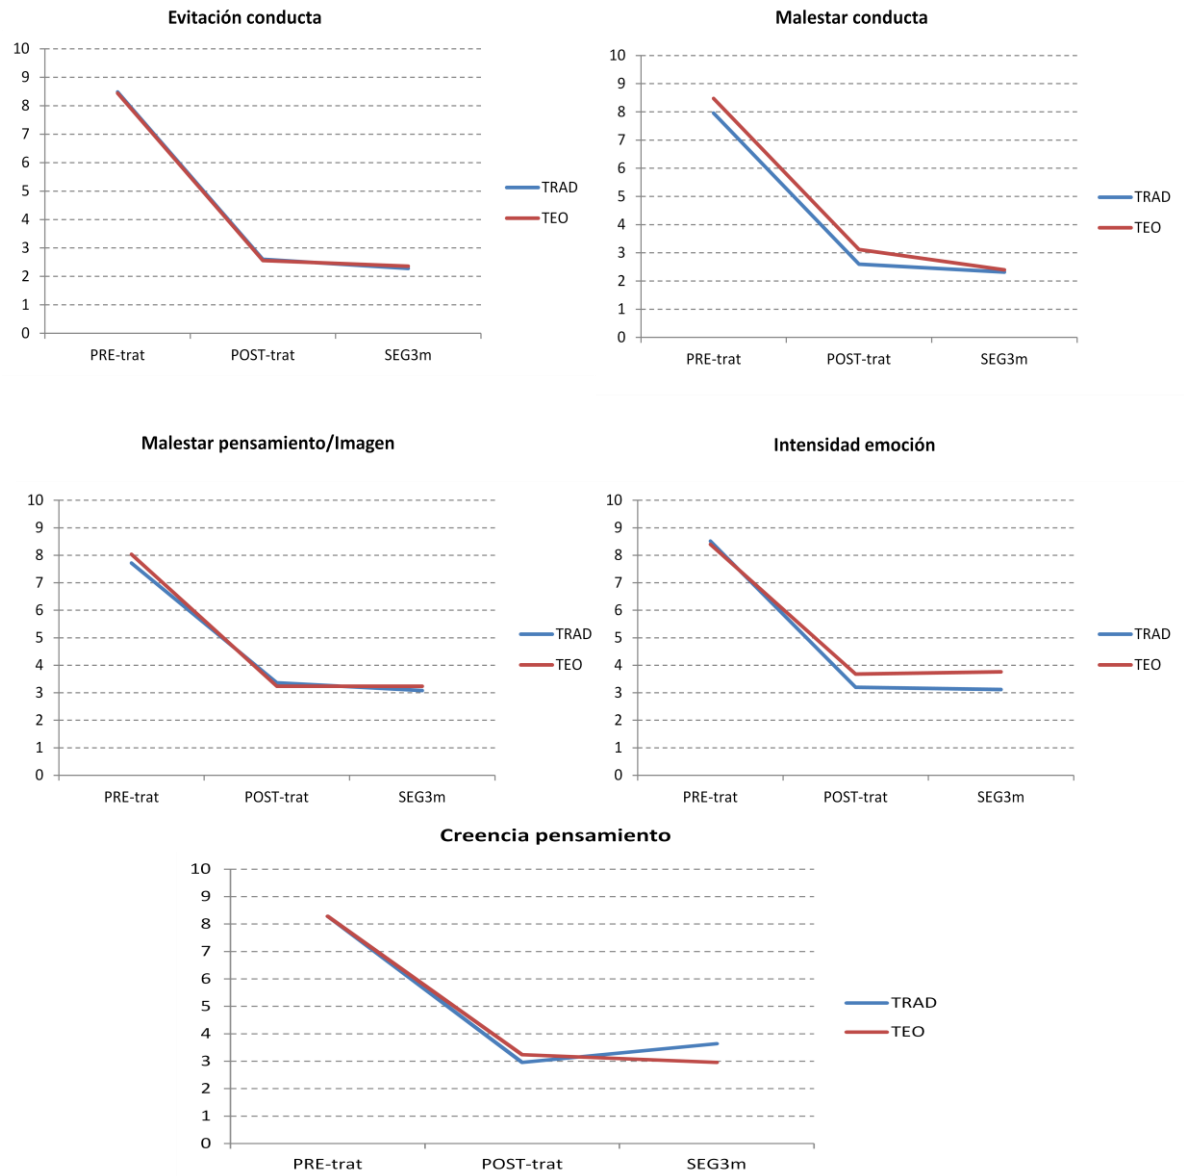 Evitación conducta
10
9
8
7
6
5
4
3
2
1
0
PRE-trat POST-trat SEG3m
TRAD
TEO
Malestar conducta
10
9
8
7
6
5
4
3
2
1
0
PRE-trat POST-trat SEG3m
TRAD
TEO
Malestar pensamiento/Imagen
10
9
8
7
6
5
4
3
2
1
0
PRE-trat POST-trat SEG3m
TRAD
TEO
Intensidad emoción
10
9
8
7
6
5
4
3
2
1
0
PRE-trat POST-trat SEG3m
TRAD
TEO
Creencia pensamiento
10
9
8
7
6
5
4
3
2
1
0
PRE-trat POST-trat SEG3m
TRAD
TEO